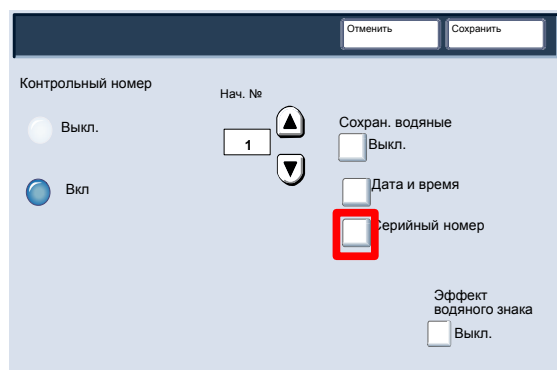 Отменить
Сохранить
Контрольный номер
Нач. №
Выкл.
1
Вкл
Сохран. водяные
Выкл.
Дата и время
Серийный номер
Эффект
водяного знака
Выкл.